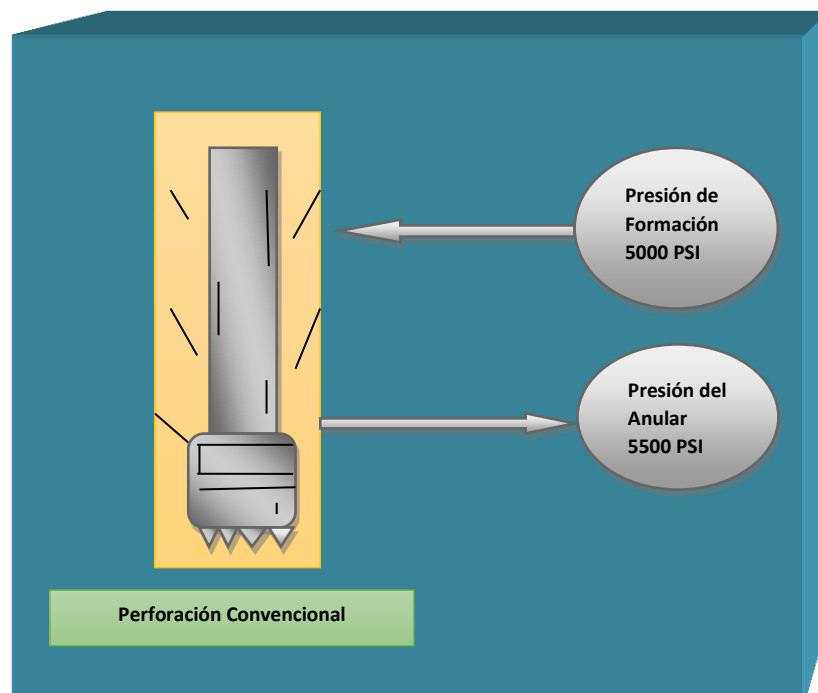 Presión de
Formación
5000 PSI
Presión del
Anular
5500 PSI
Perforación Convencional